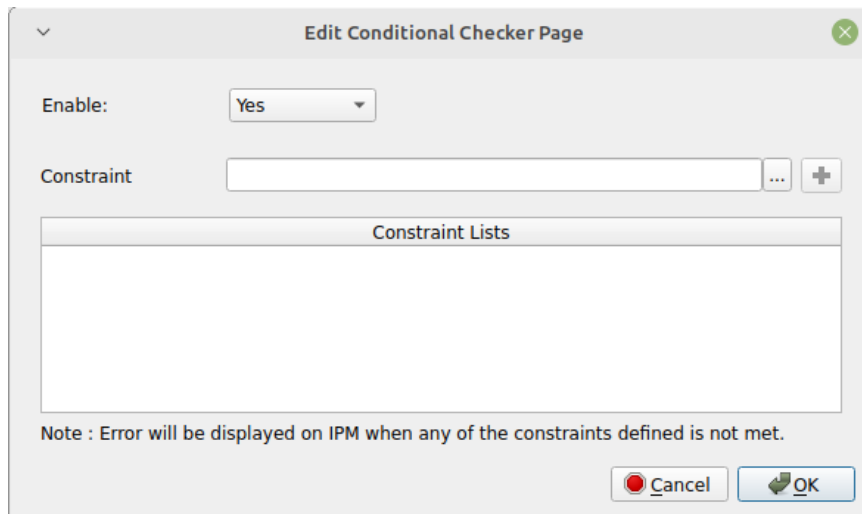 Edit Conditional Checker Page
Enable: Yes
Constraint ...
Constraint Lists
Note : Error will be displayed on IPM when any of the constraints defined is not met.
Cancel OK